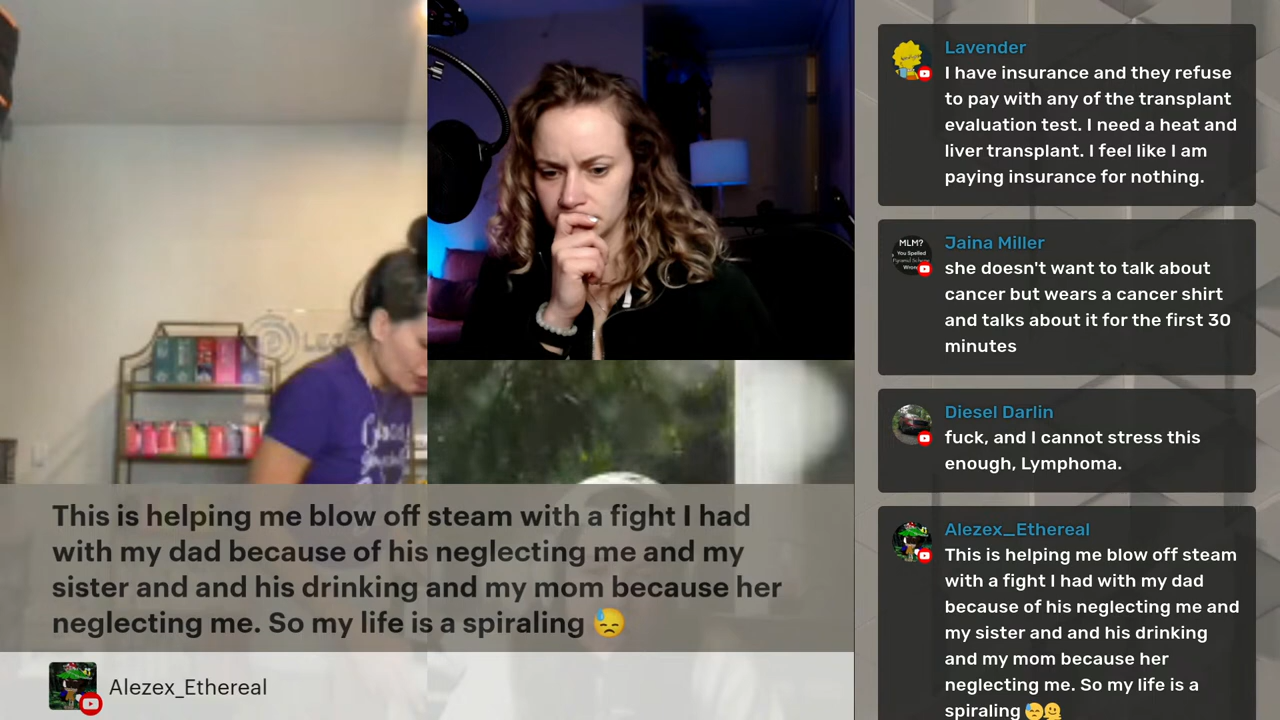 Lavender
I have insurance and they refuse
to pay with any of the transplant
evaluation test. I need a heat and
liver transplant. I feel like I am
paying insurance for nothing.
MLM?
You Spelled
Pyramid Scheme
Wrong
Jaina Miller
she doesn't want to talk about
cancer but wears a cancer shirt
and talks about it for the first 30
minutes
Diesel Darlin
fuck, and I cannot stress this
enough, Lymphoma.
Alezex_Ethereal
This is helping me blow off steam
with a fight I had with my dad
because of his neglecting me and
my sister and and his drinking
and my mom because her
neglecting me. So my life is a
spiraling 😓🫠
This is helping me blow off steam with a fight I had
with my dad because of his neglecting me and my
sister and and his drinking and my mom because her
neglecting me. So my life is a spiraling 😓
Alezex_Ethereal